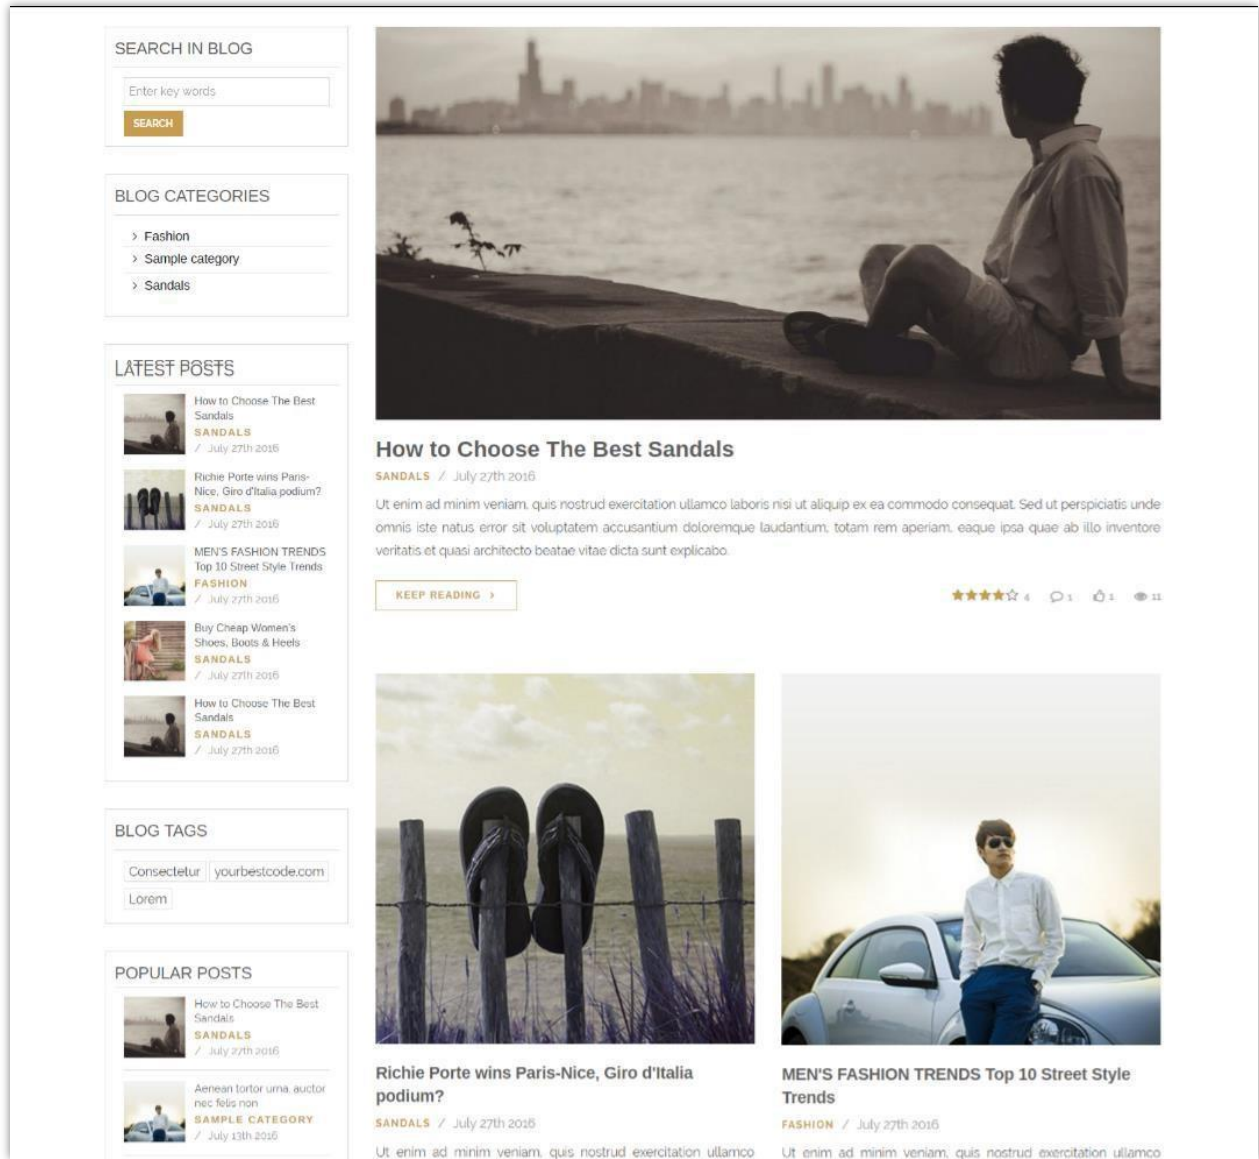 SEARCH IN BLOG
Enter key words
SEARCH
BLOG CATEGORIES
Fashion
Sample category
Sandals
LATEST POSTS
How to Choose The Best
Sandals
SANDALS
/ July 27th 2016
Richie Porte wins Paris-
Nice, Giro d'Italia podium?
SANDALS
/ July 27th 2016
MEN'S FASHION TRENDS
Top 10 Street Style Trends
FASHION
/ July 27th 2016
Buy Cheap Women's
Shoes, Boots & Heels
SANDALS
/ July 27th 2016
How to Choose The Best
Sandals
SANDALS
/ July 27th 2016
BLOG TAGS
Consectetur yourbestcode.com
Lorem
POPULAR POSTS
How to Choose The Best
Sandals
SANDALS
/ July 27th 2016
Aenean tortor urna, auctor
nec felis non
SAMPLE CATEGORY
/ July 13th 2016
How to Choose The Best Sandals
SANDALS / July 27th 2016
Ut enim ad minim veniam, quis nostrud exercitation ullamco laboris nisi ut aliquip ex ea commodo consequat. Sed ut perspiciatis unde
omnis iste natus error sit voluptatem accusantium doloremque laudantium, totam rem aperiam, eaque ipsa quae ab illo inventore
veritatis et quasi architecto beatae vitae dicta sunt explicabo.
KEEP READING >
4 1 1 11
Richie Porte wins Paris-Nice, Giro d'Italia
podium?
SANDALS / July 27th 2016
Ut enim ad minim veniam, quis nostrud exercitation ullamco
MEN'S FASHION TRENDS Top 10 Street Style
Trends
FASHION / July 27th 2016
Ut enim ad minim veniam, quis nostrud exercitation ullamco